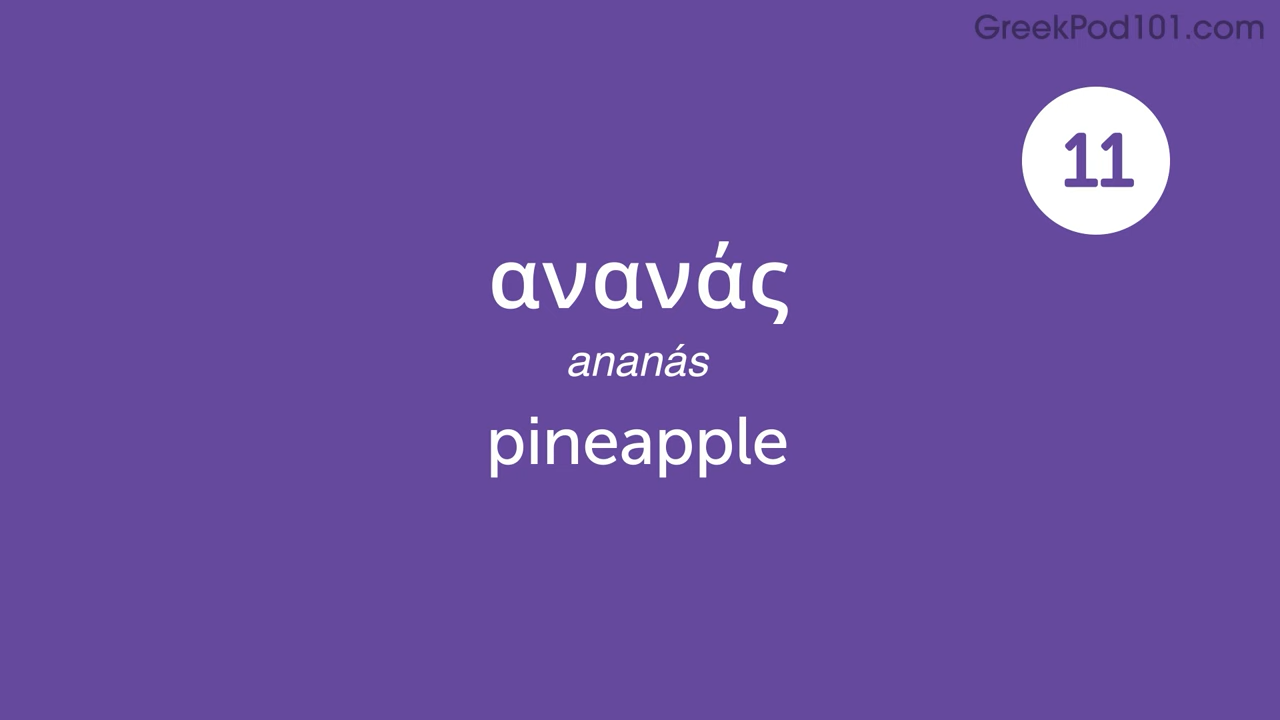 GreekPod101.com
11
ανανάς
ananás
pineapple